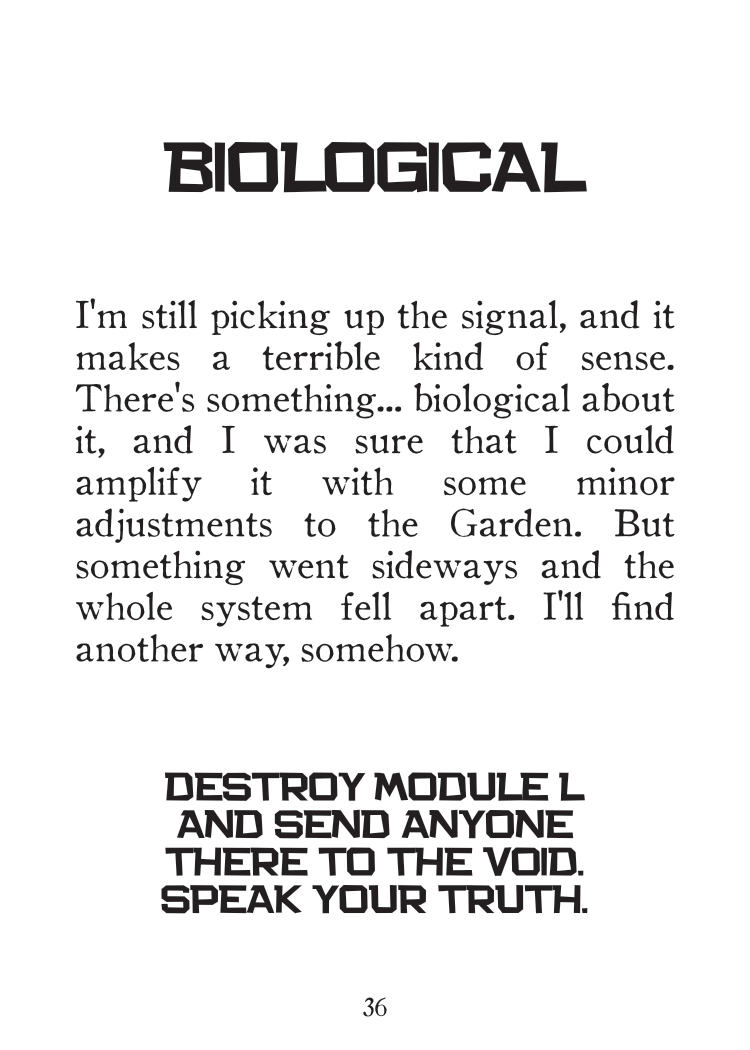 BIOLOGICAL
I'm still picking up the signal, and it
makes a terrible kind of sense.
There's something... biological about
it, and I was sure that I could
amplify it with some minor
adjustments to the Garden. But
something went sideways and the
whole system fell apart. I'll find
another way, somehow.
DESTROY MODULE L
AND SEND ANYONE
THERE TO THE VOID.
SPEAK YOUR TRUTH.
36